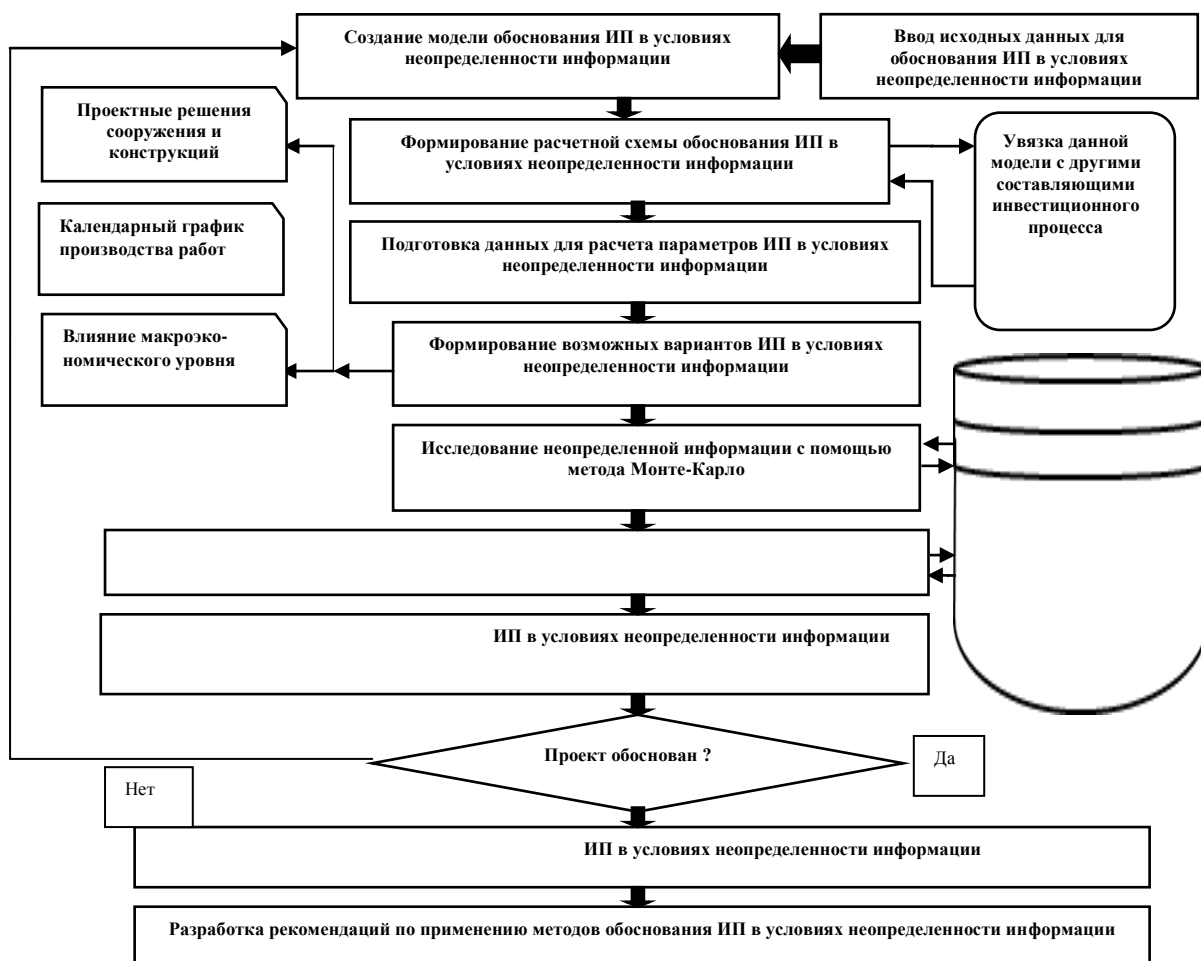 Создание модели обоснования ИП в условиях
неопределенности информации
Ввод исходных данных для
обоснования ИП в условиях
неопределенности информации
Проектные решения
сооружения и
конструкций
Формирование расчетной схемы обоснования ИП в
условиях неопределенности информации
Увязка данной
модели с другими
составляющими
инвестиционного
процесса
Календарный график
производства работ
Подготовка данных для расчета параметров ИП в условиях
неопределенности информации
Влияние макроэко-
номического уровня
Формирование возможных вариантов ИП в условиях
неопределенности информации
Исследование неопределенной информации с помощью
метода Монте-Карло
ИП в условиях неопределенности информации
Проект обоснован ?
Да
Нет
ИП в условиях неопределенности информации
Разработка рекомендаций по применению методов обоснования ИП в условиях неопределенности информации